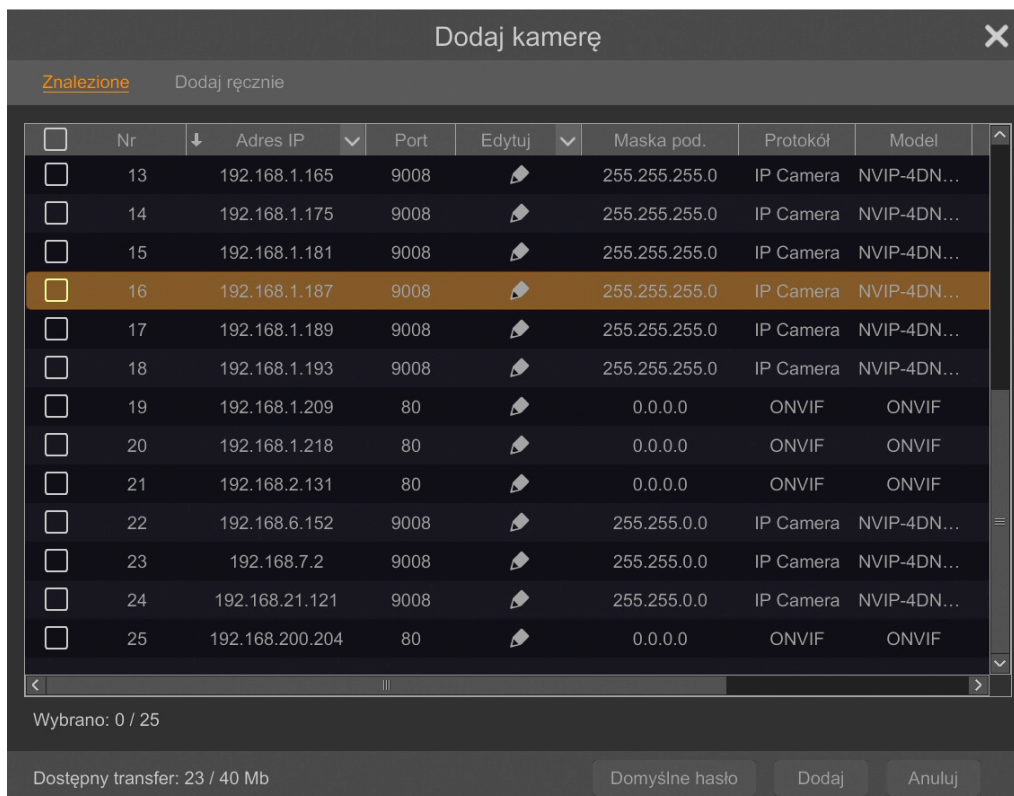 Dodaj kamerę
Znalezione Dodaj ręcznie
Nr Adres IP Port Edytuj Maska pod. Protokół Model
13 192.168.1.165 9008 255.255.255.0 IP Camera NVIP-4DN...
14 192.168.1.175 9008 255.255.255.0 IP Camera NVIP-4DN...
15 192.168.1.181 9008 255.255.255.0 IP Camera NVIP-4DN...
16 192.168.1.187 9008 255.255.255.0 IP Camera NVIP-4DN...
17 192.168.1.189 9008 255.255.255.0 IP Camera NVIP-4DN...
18 192.168.1.193 9008 255.255.255.0 IP Camera NVIP-4DN...
19 192.168.1.209 80 0.0.0.0 ONVIF ONVIF
20 192.168.1.218 80 0.0.0.0 ONVIF ONVIF
21 192.168.2.131 80 0.0.0.0 ONVIF ONVIF
22 192.168.6.152 9008 255.255.0.0 IP Camera NVIP-4DN...
23 192.168.7.2 9008 255.255.0.0 IP Camera NVIP-4DN...
24 192.168.21.121 9008 255.255.0.0 IP Camera NVIP-4DN...
25 192.168.200.204 80 0.0.0.0 ONVIF ONVIF
Wybrano: 0 / 25
Dostępny transfer: 23 / 40 Mb Domyślne hasło Dodaj Anuluj